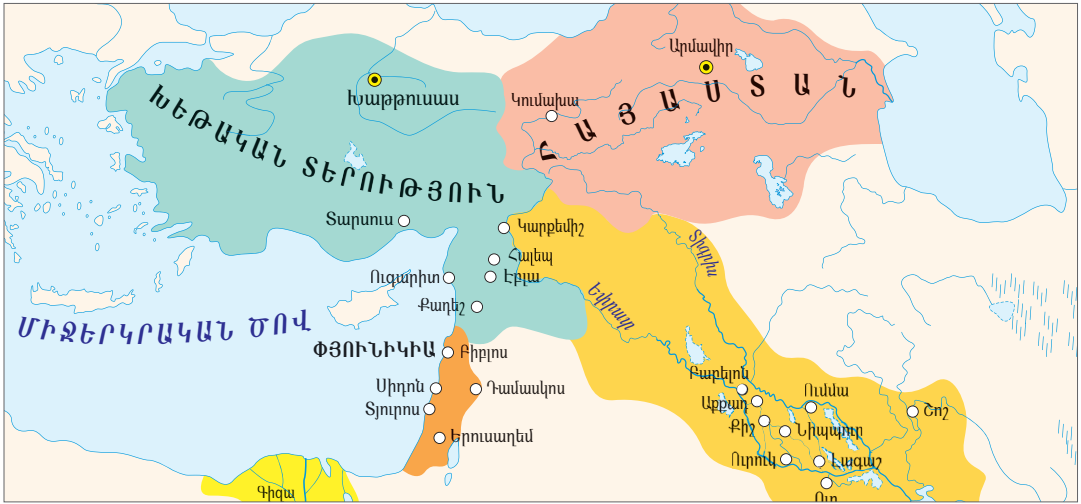 Արմավիր
ՀԱՅԱՍՏԱՆ
Խաթթուսաս
Կումախա
ԽԵԹԱԿԱՆ ՏԵՐՈՒԹՅՈՒՆ
Տարսուս
Կարքեմիշ
Տիգրիս
Հալեպ
Ուգարիտ
Էբլա
Եփրատ
Քադեշ
ՄԻՋԵՐԿՐԱԿԱՆ ԾՈՎ
ՓՅՈՒՆԻԿԻԱ
Բիբլոս
Բաբելոն
Սիդոն
Դամասկոս
Ումմա
Աքքադ
Տյուրոս
Շոշ
Քիշ
Նիպպուր
Երուսաղեմ
Ուրուկ
Լագաշ
Գիզա
Ուր